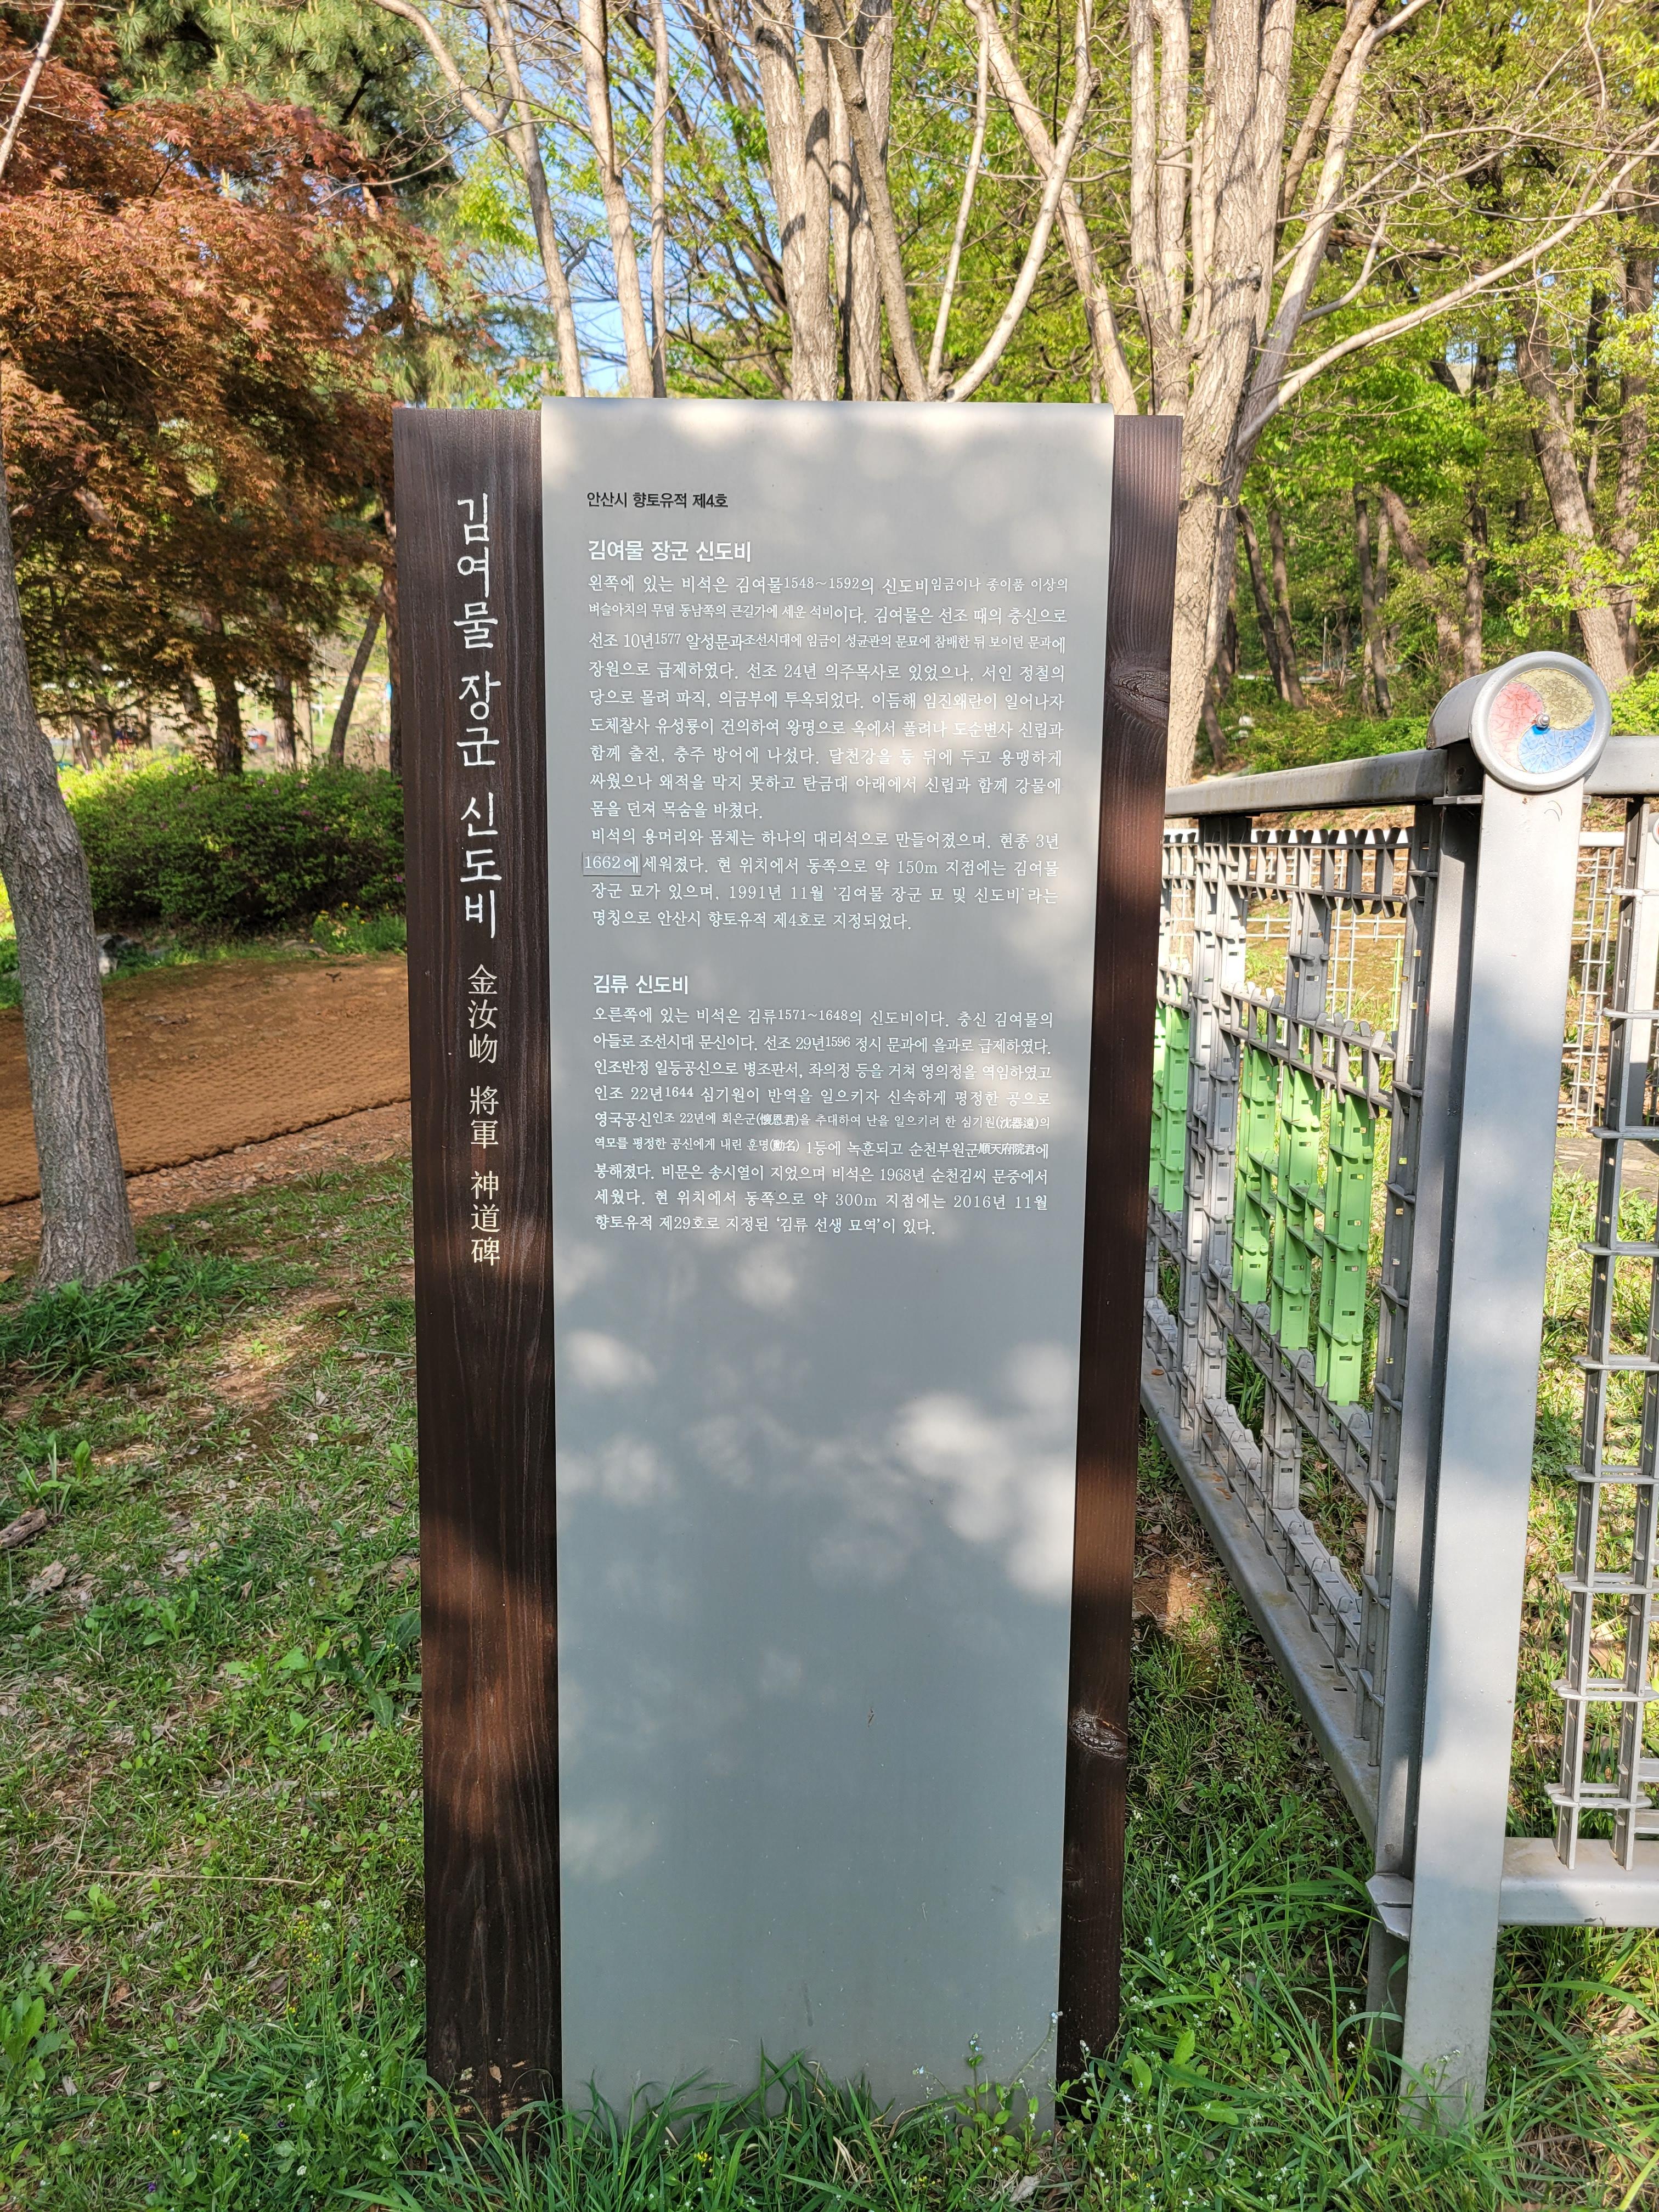 김여물 장군 신도비 金汝岉 將軍 神道碑
안산시 향토유적 제4호
김여물 장군 신도비
왼쪽에 있는 비석은 김여물1548~1592의 신도비임금이나 종이품 이상의
벼슬아치의 무덤 동남쪽의 큰길가에 세운 석비이다. 김여물은 선조 때의 충신으로
선조 10년1577 알성문과조선시대에 임금이 성균관의 문묘에 참배한 뒤 보이던 문과에
장원으로 급제하였다. 선조 24년 의주목사로 있었으나, 서인 정철의
당으로 몰려 파직, 의금부에 투옥되었다. 이듬해 임진왜란이 일어나자
도체찰사 유성룡이 건의하여 왕명으로 옥에서 풀려나 도순변사 신립과
함께 출전, 충주 방어에 나섰다. 달천강을 등 뒤에 두고 용맹하게
싸웠으나 왜적을 막지 못하고 탄금대 아래에서 신립과 함께 강물에
몸을 던져 목숨을 바쳤다.
비석의 용머리와 몸체는 하나의 대리석으로 만들어졌으며, 현종 3년
1662에 세워졌다. 현 위치에서 동쪽으로 약 150m 지점에는 김여물
장군 묘가 있으며, 1991년 11월 '김여물 장군 묘 및 신도비'라는
명칭으로 안산시 향토유적 제4호로 지정되었다.
김류 신도비
오른쪽에 있는 비석은 김류1571~1648의 신도비이다. 충신 김여물의
아들로 조선시대 문신이다. 선조 29년1596 정시 문과에 을과로 급제하였다.
인조반정 일등공신으로 병조판서, 좌의정 등을 거쳐 영의정을 역임하였고
인조 22년1644 심기원이 반역을 일으키자 신속하게 평정한 공으로
영국공신인조 22년에 회은군(懷恩君)을 추대하여 난을 일으키려 한 심기원(沈器遠)의
역모를 평정한 공신에게 내린 훈명(勳名) 1등에 녹훈되고 순천부원군順天府院君에
봉해졌다. 비문은 송시열이 지었으며 비석은 1968년 순천김씨 문중에서
세웠다. 현 위치에서 동쪽으로 약 300m 지점에는 2016년 11월
향토유적 제29호로 지정된 '김류 선생 묘역'이 있다.